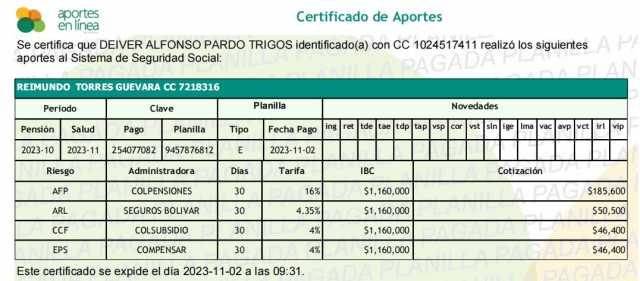 aportes
en línea
Certificado de Aportes
Se certifica que DEIVER ALFONSO PARDO TRIGOS identificado(a) con CC 1024517411 realizó los siguientes
aportes al Sistema de Seguridad Social:
REIMUNDO TORRES GUEVARA CC 7218316
Periodo Clave Planilla Novedades
Pensión Salud Pago Planilla Tipo Fecha Pago ing ret tde tae tdp tap vsp cor vst sln ige lma vac avp vct irl vip
2023-10 2023-11 254077082 9457876812 E 2023-11-02
Riesgo Administradora Dias Tarifa IBC Cotización
AFP COLPENSIONES 30 16% $1,160,000 $185,600
ARL SEGUROS BOLIVAR 30 4.35% $1,160,000 $50,500
CCF COLSUBSIDIO 30 4% $1,160,000 $46,400
EPS COMPENSAR 30 4% $1,160,000 $46,400
Este certificado se expide el día 2023-11-02 a las 09:31.